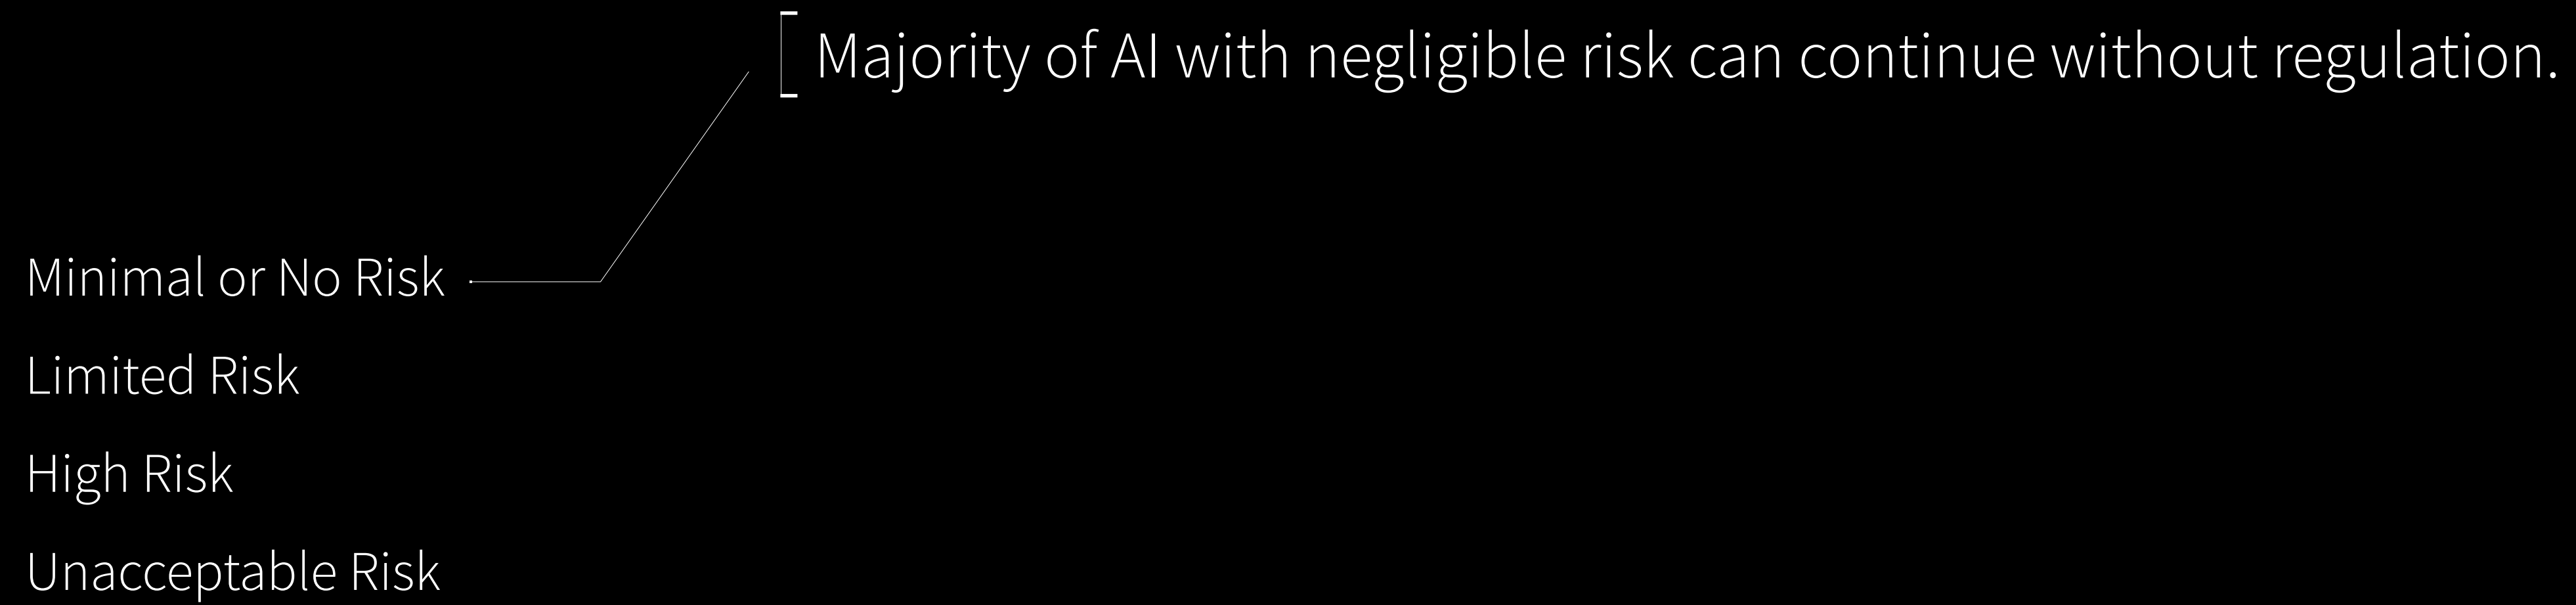 Majority of AI with negligible risk can continue without regulation.
Minimal or No Risk
Limited Risk
High Risk
Unacceptable Risk